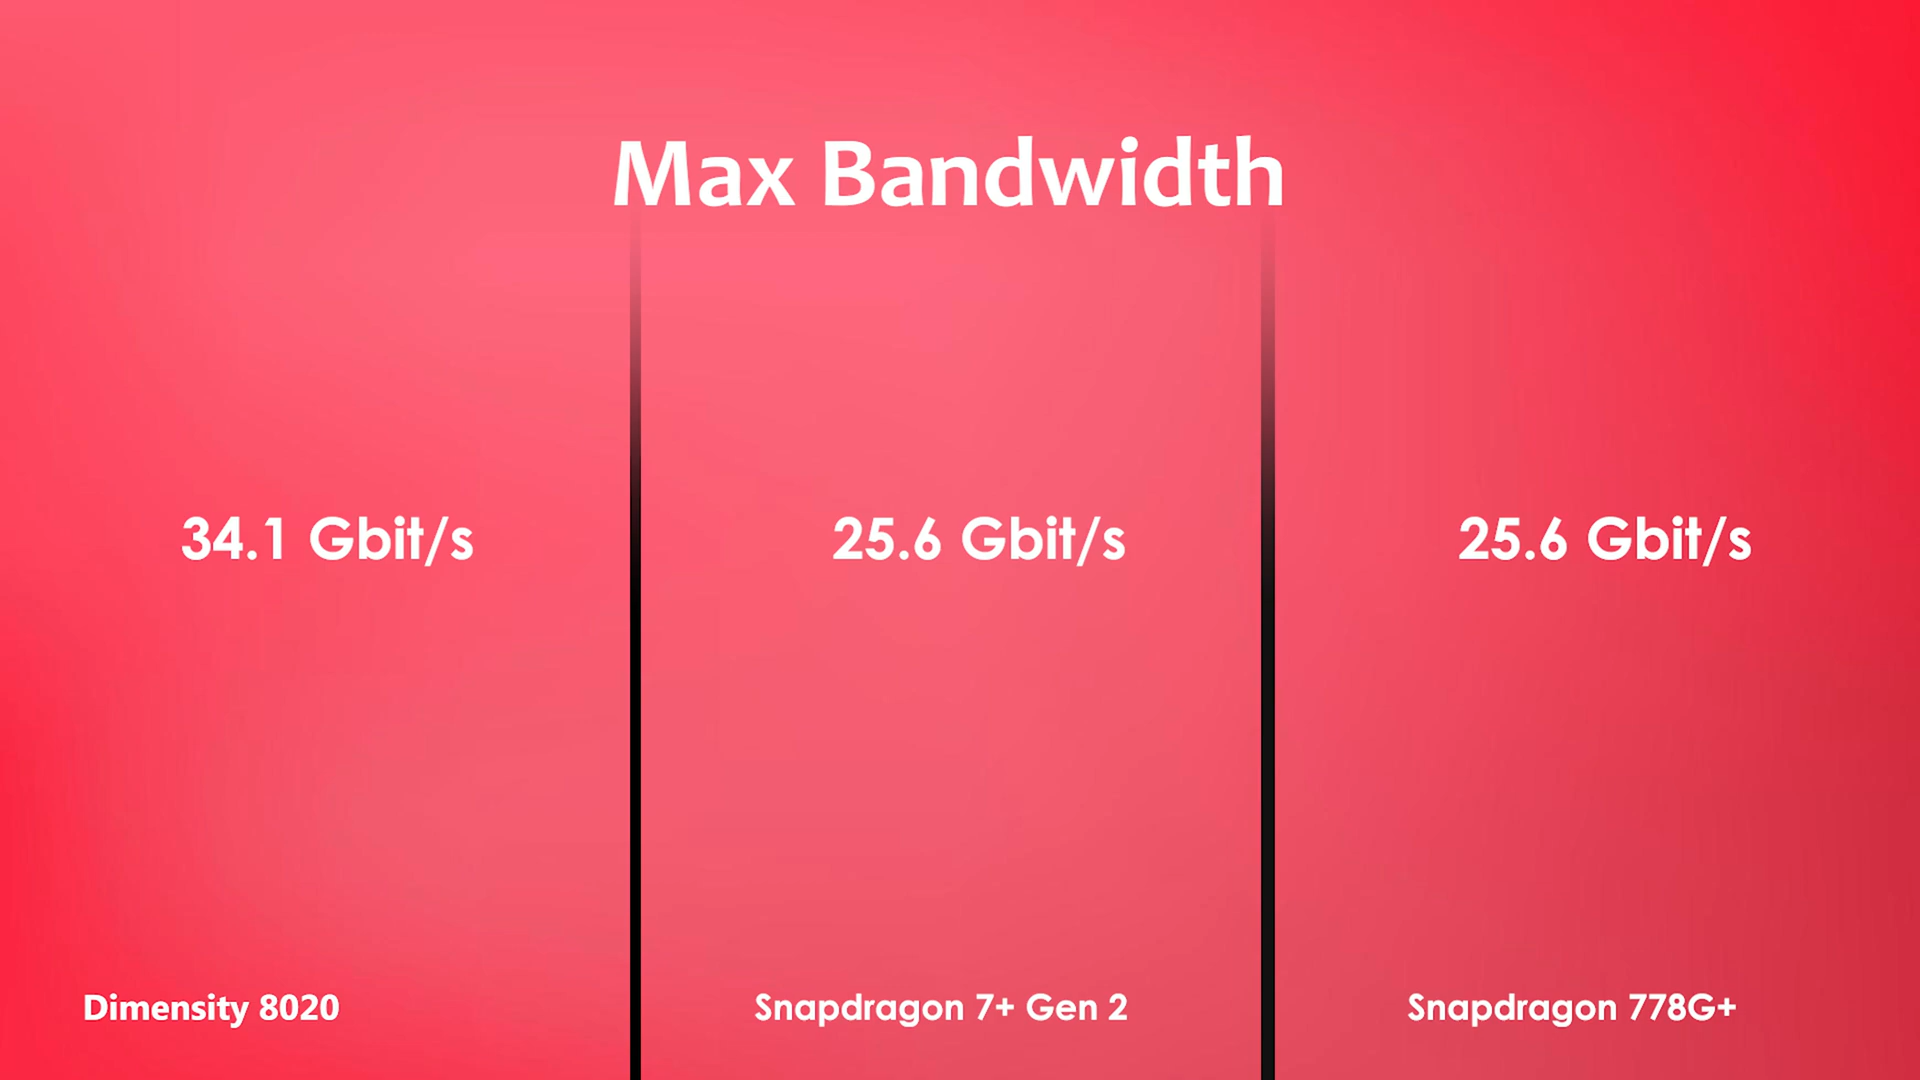 Max Bandwidth
34.1 Gbit/s
25.6 Gbit/s
25.6 Gbit/s
Dimensity 8020
Snapdragon 7+ Gen 2
Snapdragon 778G+